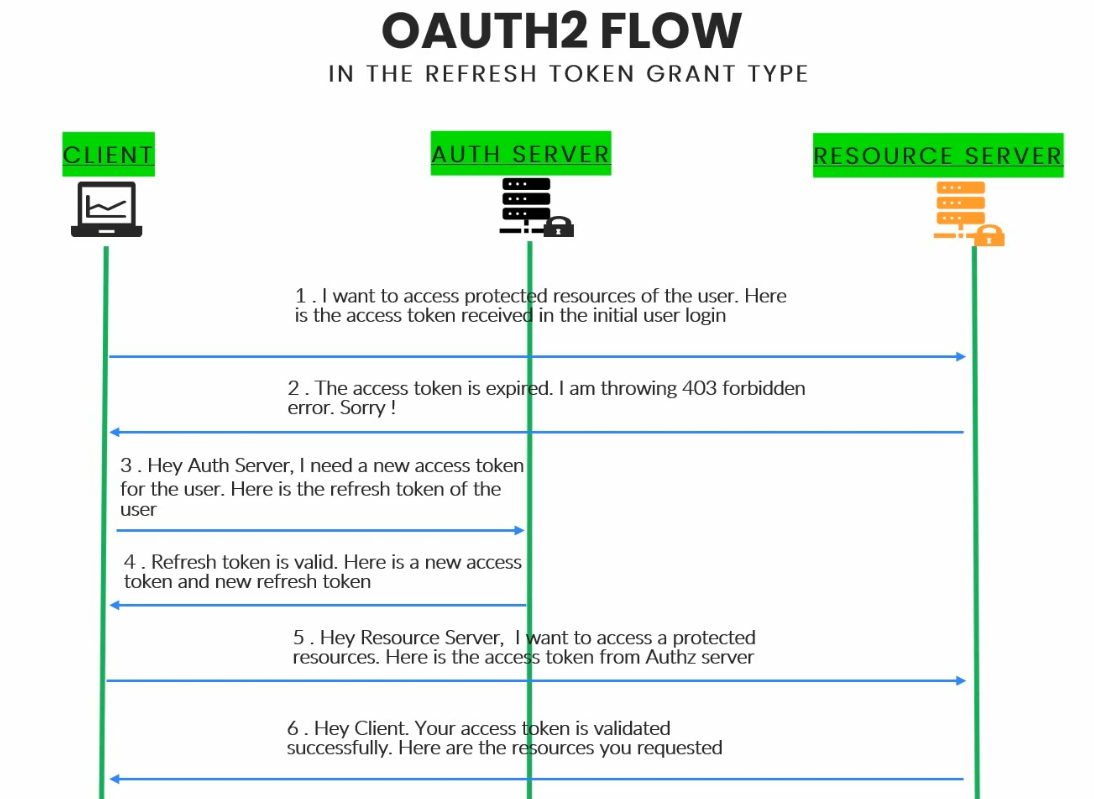 OAUTH2 FLOW
IN THE REFRESH TOKEN GRANT TYPE
CLIENT
AUTH SERVER
RESOURCE SERVER
1 . I want to access protected resources of the user. Here
is the access token received in the initial user login
2 . The access token is expired. I am throwing 403 forbidden
error. Sorry !
3 . Hey Auth Server, I need a new access token
for the user. Here is the refresh token of the
user
4 . Refresh token is valid. Here is a new access
token and new refresh token
5 . Hey Resource Server,  I want to access a protected
resources. Here is the access token from Authz server
6 . Hey Client. Your access token is validated
successfully. Here are the resources you requested